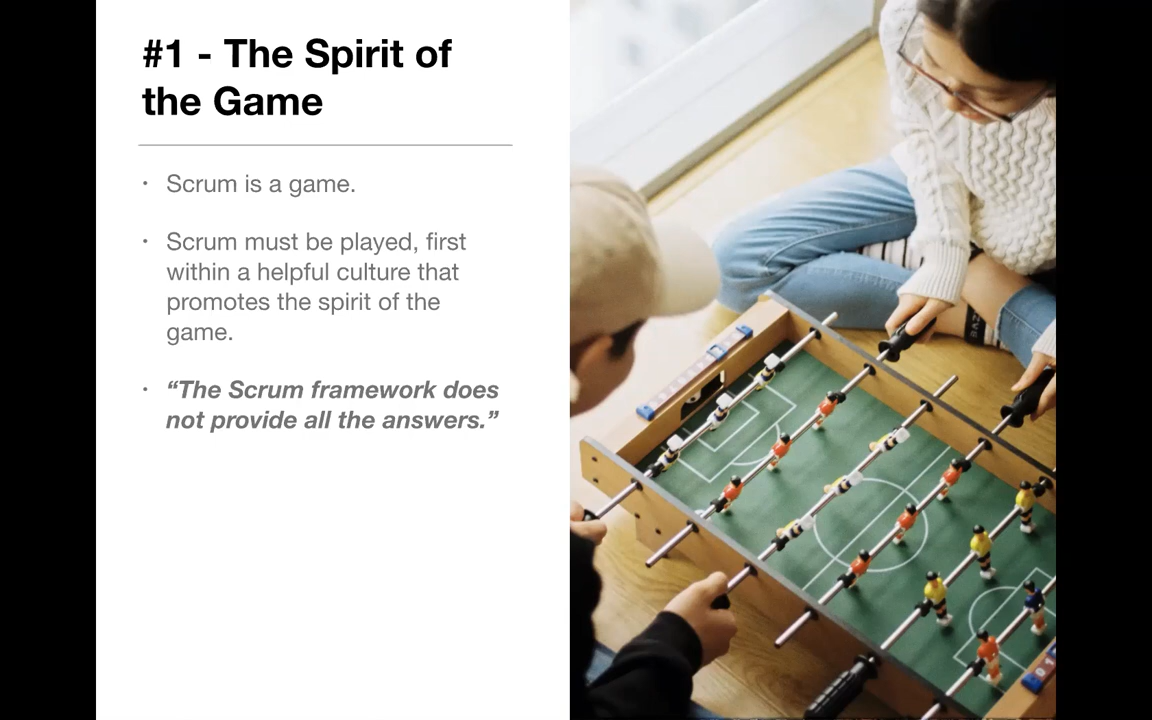 #1 - The Spirit of
the Game
• Scrum is a game.
• Scrum must be played, first
within a helpful culture that
promotes the spirit of the
game.
• “The Scrum framework does
not provide all the answers.”